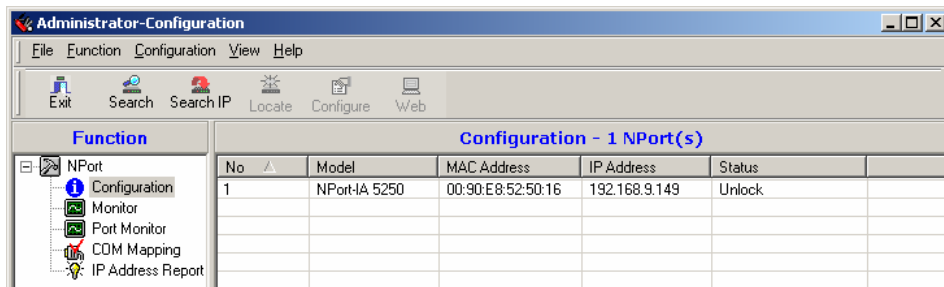 Administrator-Configuration
File Function Configuration View Help
Exit Search Search IP Locate Configure Web
Function
Configuration - 1 NPort(s)
NPort
Configuration
Monitor
Port Monitor
COM Mapping
IP Address Report
No Model MAC Address IP Address Status
1 NPort-IA 5250 00:90:E8:52:50:16 192.168.9.149 Unlock